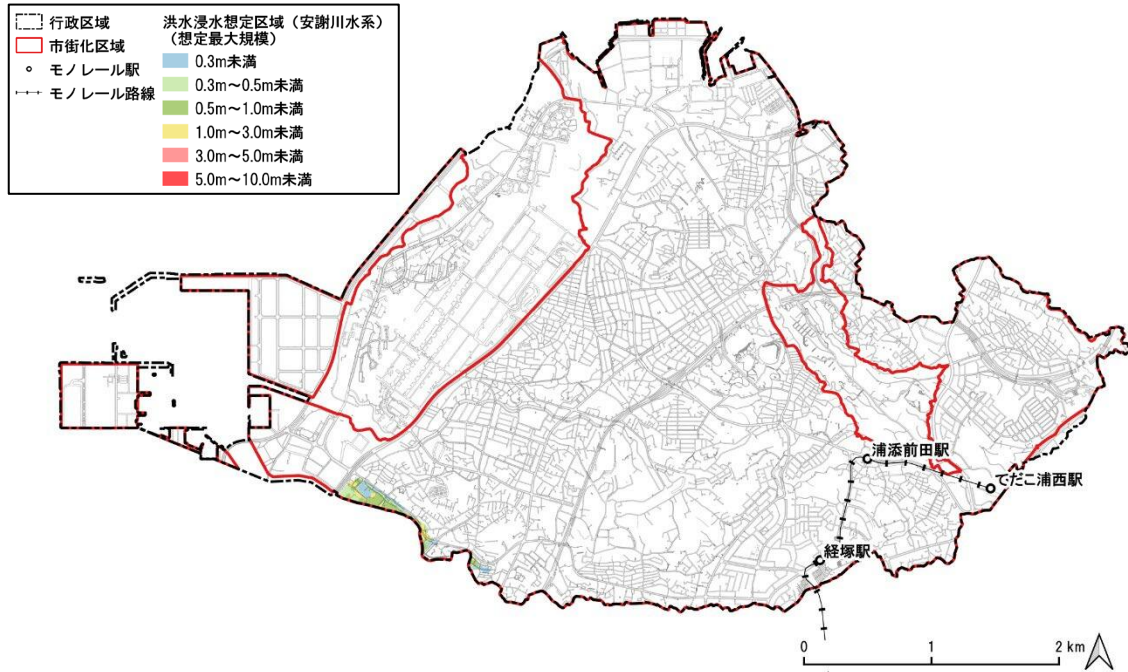 行政区域
市街化区域
モノレール駅
モノレール路線
洪水浸水想定区域（安謝川水系）
（想定最大規模）
0.3m未満
0.3m～0.5m未満
0.5m～1.0m未満
1.0m～3.0m未満
3.0m～5.0m未満
5.0m～10.0m未満
浦添前田駅
てだこ浦西駅
経塚駅
0 1 2 km